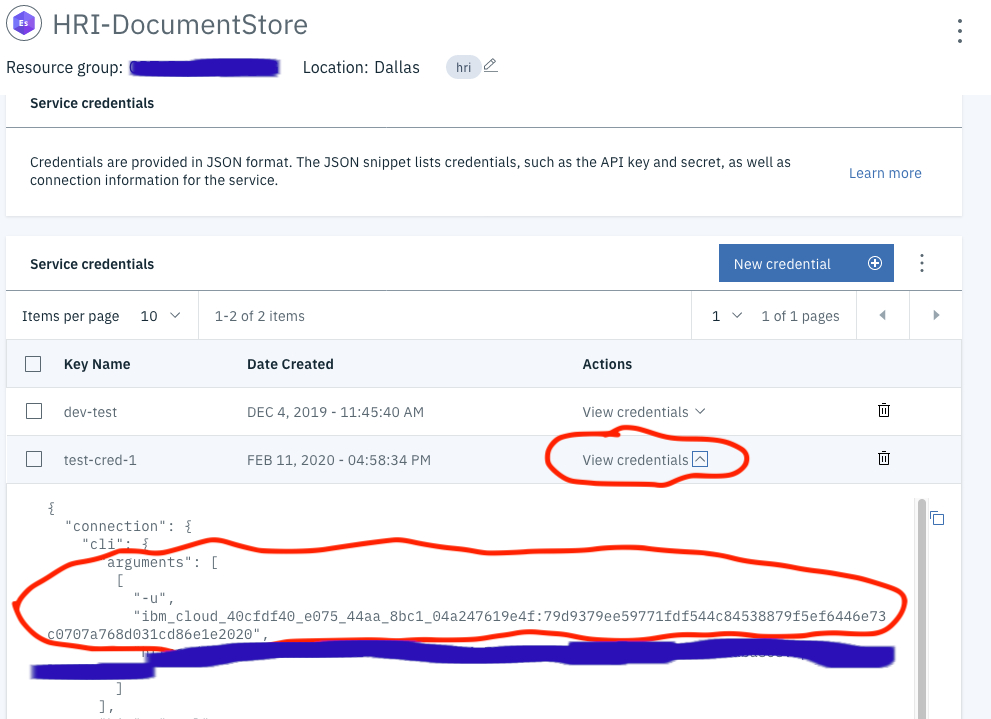 Es HRI-DocumentStore
Resource group: Location: Dallas hri
Service credentials
Credentials are provided in JSON format. The JSON snippet lists credentials, such as the API key and secret, as well as
connection information for the service.
Learn more
Service credentials New credential
Items per page 10 1-2 of 2 items 1 1 of 1 pages
Key Name Date Created Actions
dev-test DEC 4, 2019 - 11:45:40 AM View credentials
test-cred-1 FEB 11, 2020 - 04:58:34 PM View credentials
{
"connection": {
"cli": {
arguments": [
[
"-u",
"ibm_cloud_40cfdf40_e075_44aa_8bc1_04a247619e4f:79d9379ee59771fdf544c84538879f5ef6446e73
c0707a768d031cd86e1e2020",
]
],